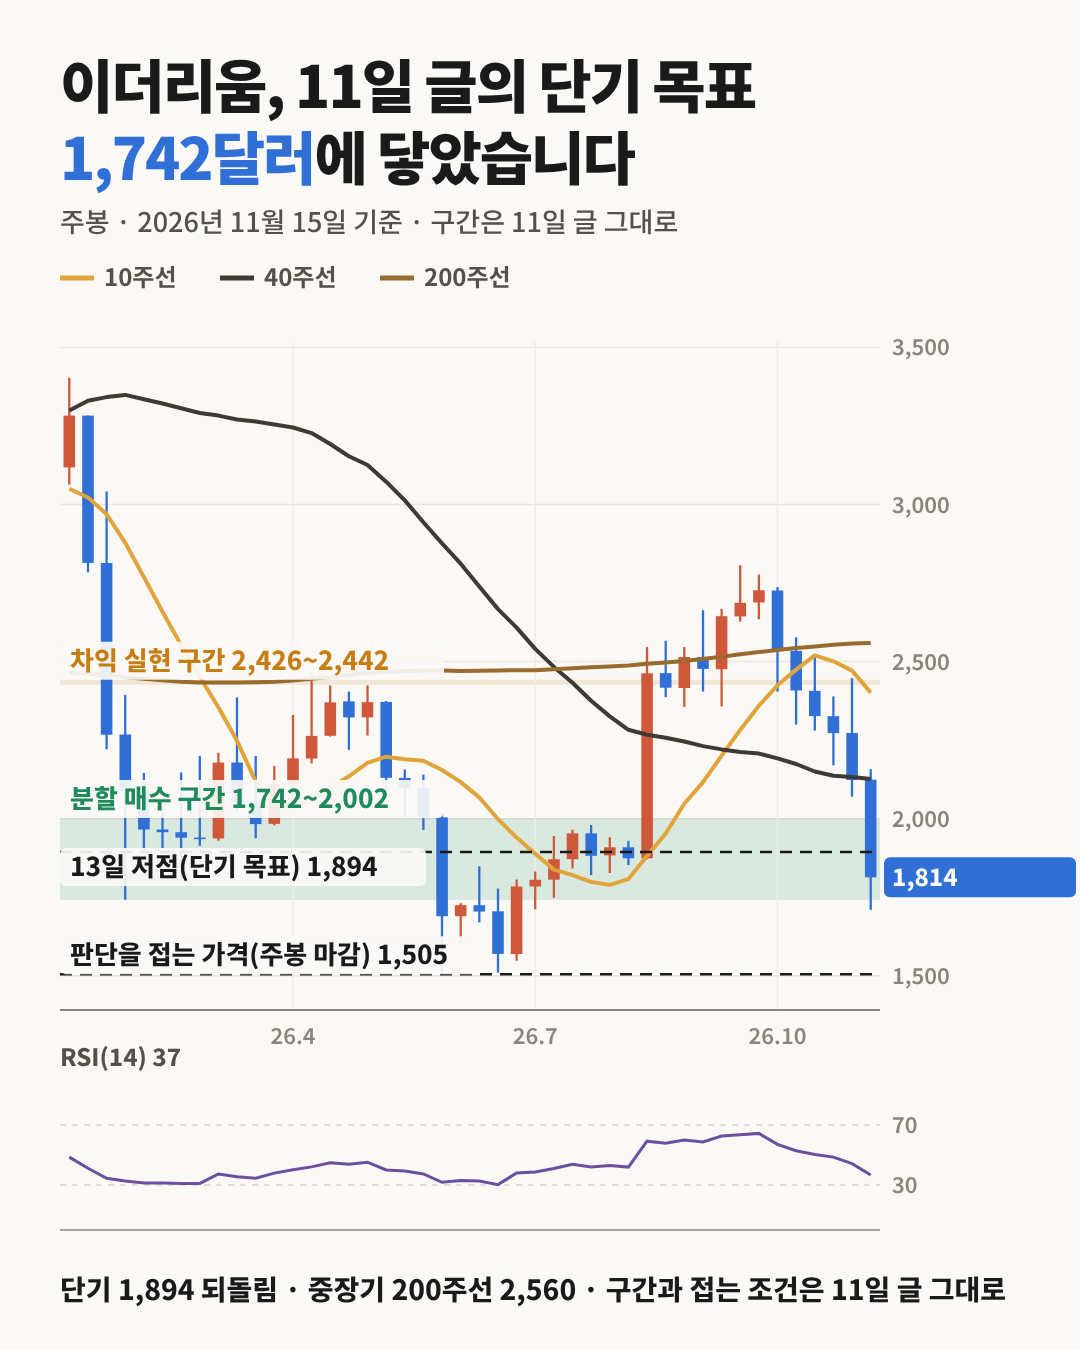 이더리움, 11일 글의 단기 목표
1,742달러에 닿았습니다
주봉 · 2026년 11월 15일 기준 · 구간은 11일 글 그대로
10주선 40주선 200주선
3,500
3,000
차익 실현 구간 2,426~2,442
2,500
분할 매수 구간 1,742~2,002
2,000
13일 저점(단기 목표) 1,894
1,814
판단을 접는 가격(주봉 마감) 1,505
1,500
26.4 26.7 26.10
RSI(14) 37
70
30
단기 1,894 되돌림 · 중장기 200주선 2,560 · 구간과 접는 조건은 11일 글 그대로